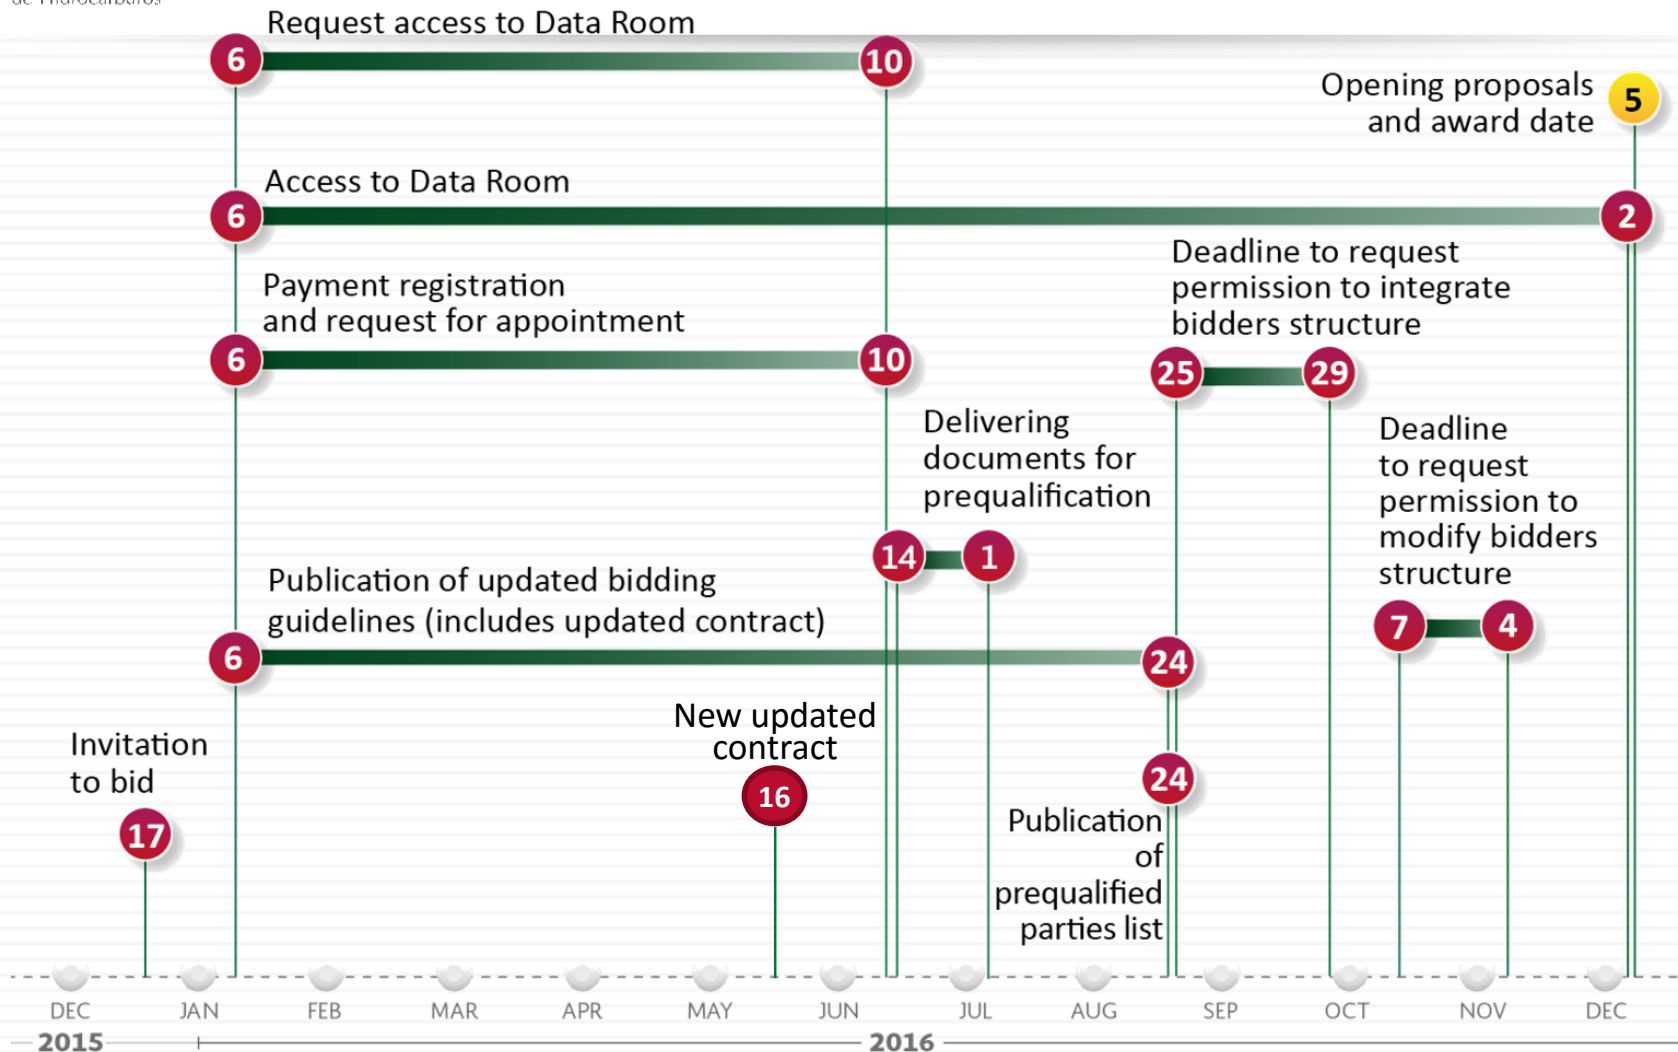 de Hidrocarburos
Request access to Data Room
6
10
Opening proposals
and award date
5
Access to Data Room
6
2
Payment registration
and request for appointment
6
10
Deadline to request
permission to integrate
bidders structure
25
29
Delivering
documents for
prequalification
14
1
Deadline
to request
permission to
modify bidders
structure
7
4
Publication of updated bidding
guidelines (includes updated contract)
6
24
New updated
contract
16
Invitation
to bid
17
24
Publication
of
prequalified
parties list
DEC JAN FEB MAR APR MAY JUN JUL AUG SEP OCT NOV DEC
2015 2016